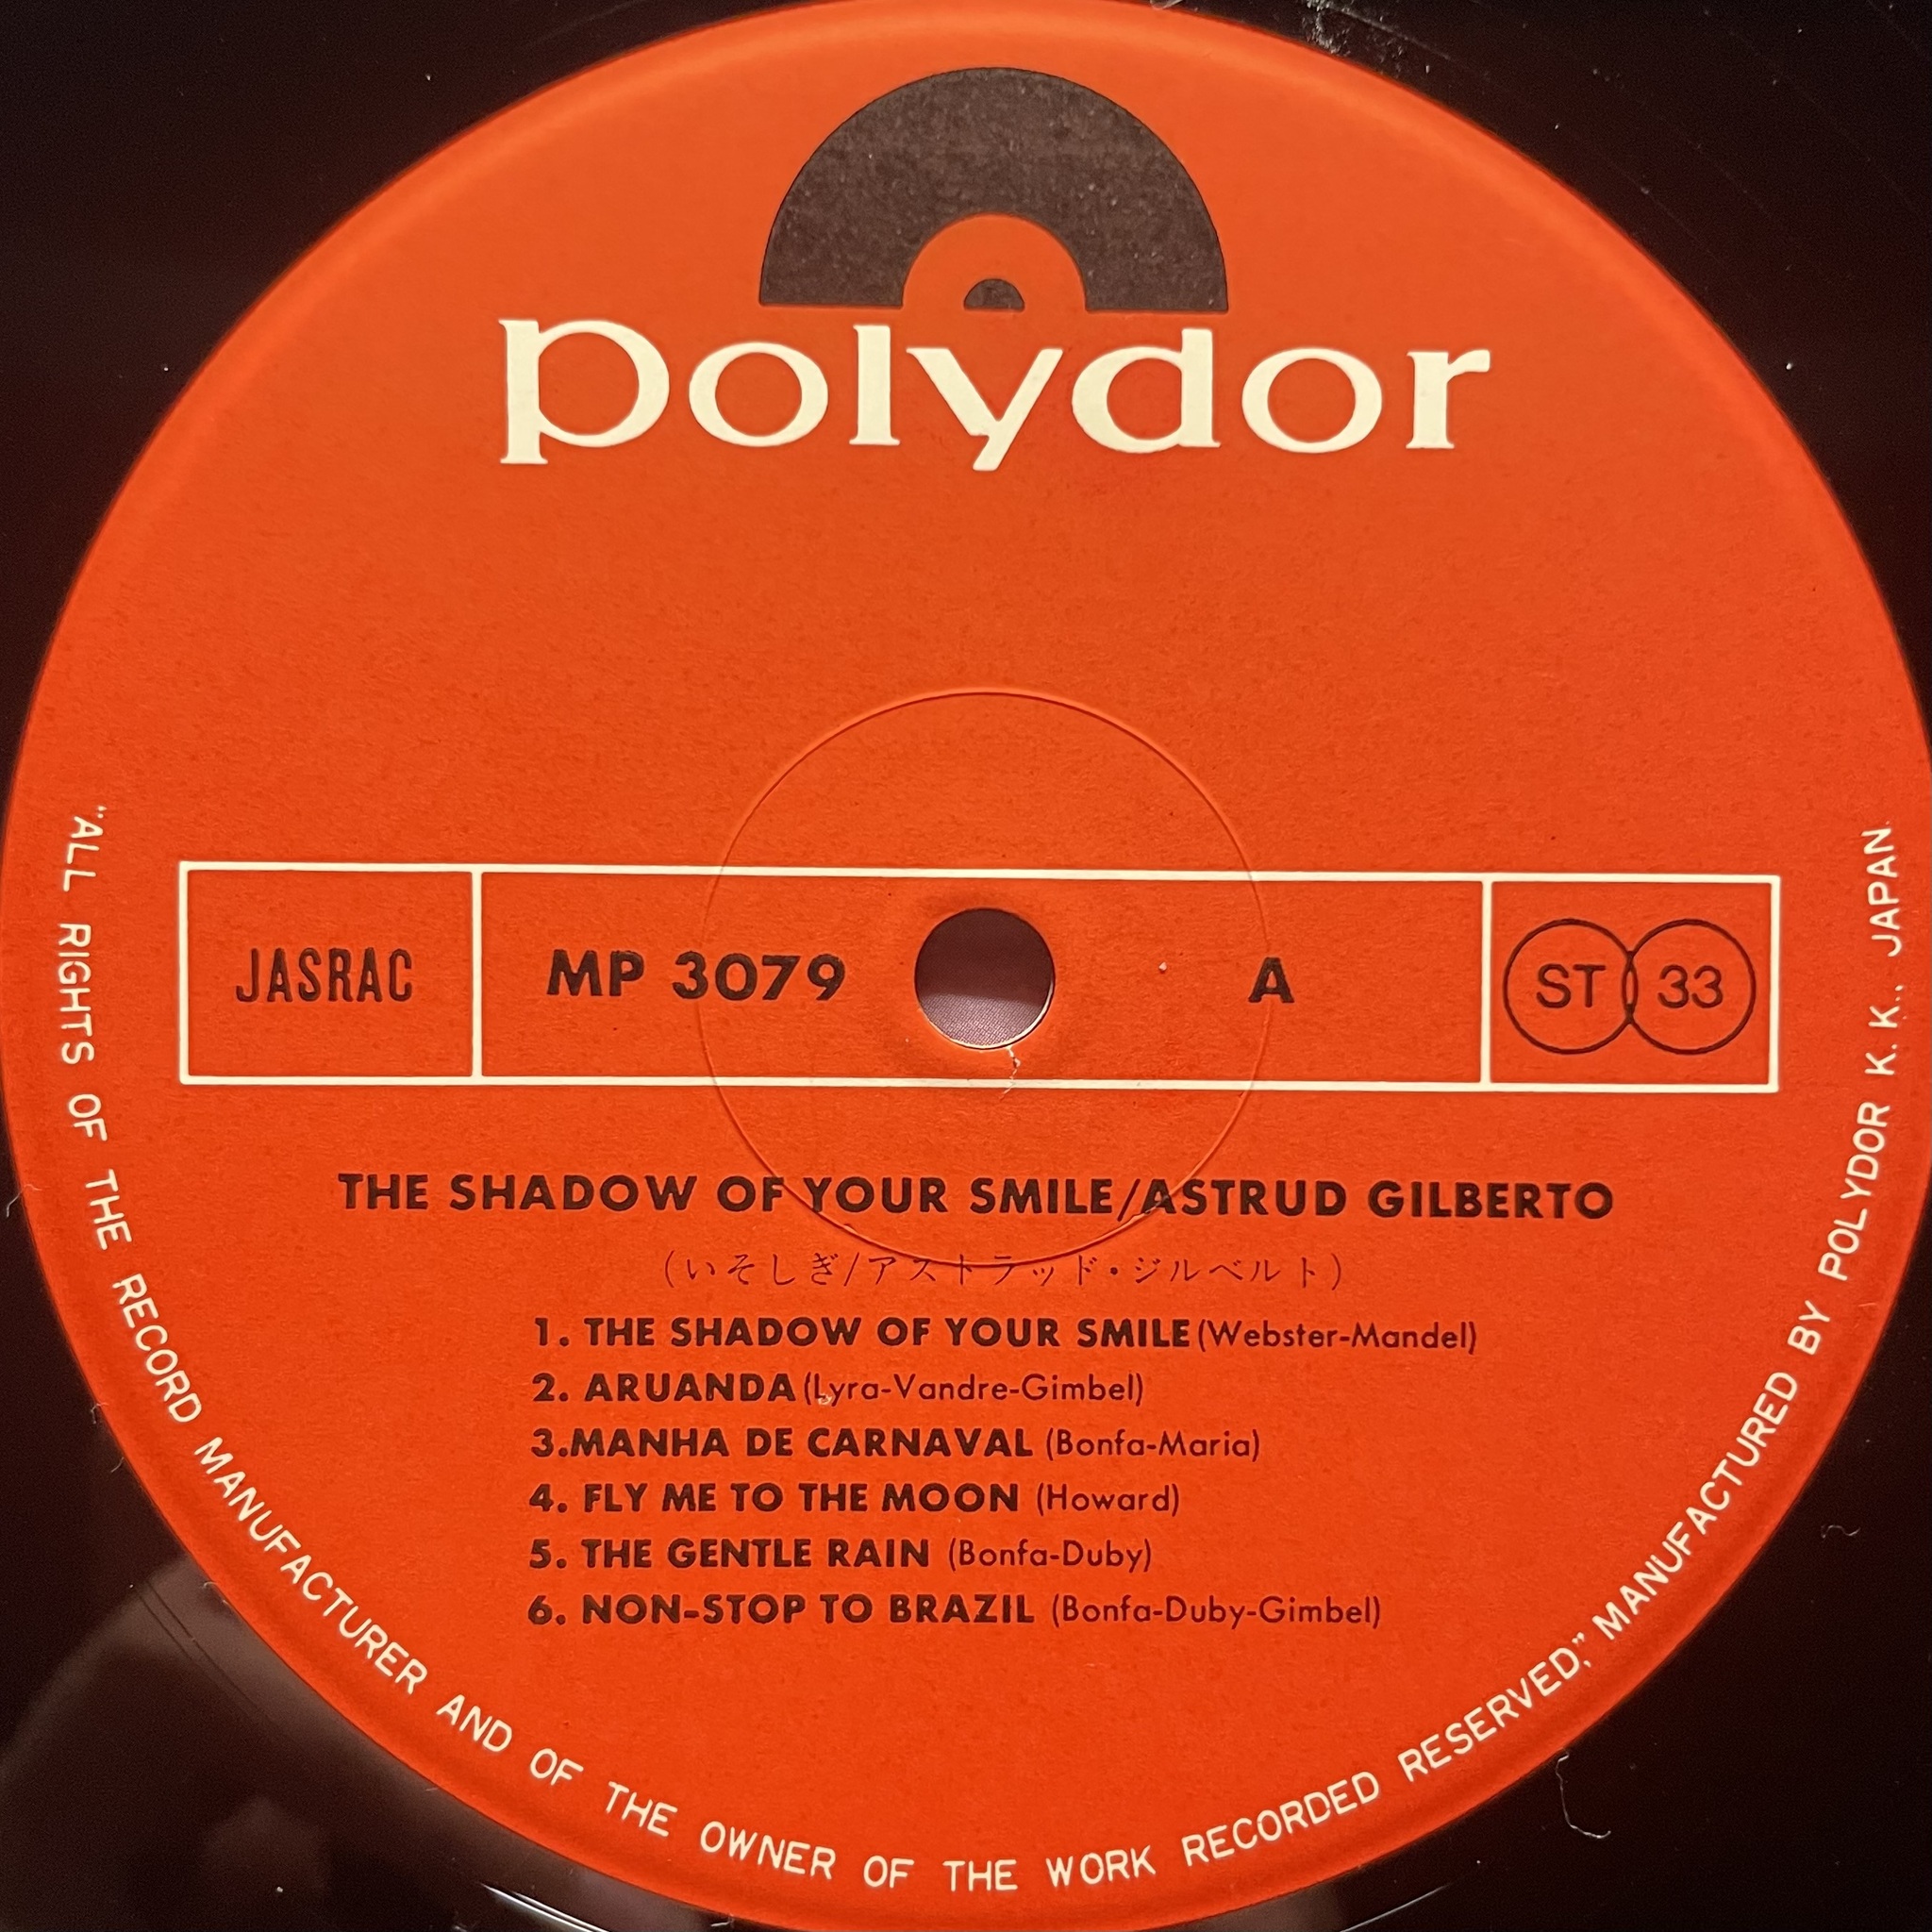 polydor
JASRAC MP 3079 A ST 33
THE SHADOW OF YOUR SMILE/ASTRUD GILBERTO
(いそしぎ/アストラッド・ジルベルト)
1. THE SHADOW OF YOUR SMILE (Webster-Mandel)
2. ARUANDA (Lyra-Vandre-Gimbel)
3.MANHA DE CARNAVAL (Bonfa-Maria)
4. FLY ME TO THE MOON (Howard)
5. THE GENTLE RAIN (Bonfa-Duby)
6. NON-STOP TO BRAZIL (Bonfa-Duby-Gimbel)
"ALL RIGHTS OF THE RECORD MANUFACTURER AND OF THE OWNER OF THE WORK RECORDED RESERVED," MANUFACTURED BY POLYDOR K. K., JAPAN